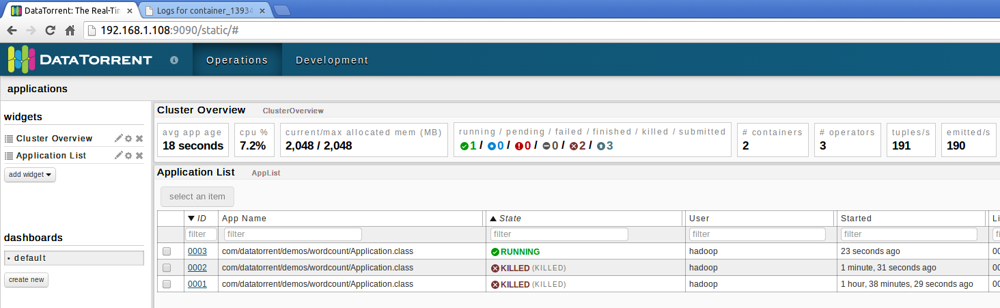 DataTorrent: The Real-Tim
Logs for container_13934
192.168.1.108:9090/static/#
DATATORRENT
Operations
Development
applications
widgets
Cluster Overview
Application List
add widget
dashboards
• default
create new
Cluster Overview ClusterOverview
avg app age cpu % current/max allocated mem (MB) running / pending / failed / finished / killed / submitted # containers # operators tuples/s emitted/s
18 seconds 7.2% 2,048 / 2,048 1 / 0 / 0 / 0 / 2 / 3 2 3 191 190
Application List AppList
select an item
ID App Name State User Started Li
filter filter filter filter filter fi
0003 com/datatorrent/demos/wordcount/Application.class RUNNING hadoop 23 seconds ago 00
0002 com/datatorrent/demos/wordcount/Application.class KILLED (KILLED) hadoop 1 minute, 31 seconds ago 00
0001 com/datatorrent/demos/wordcount/Application.class KILLED (KILLED) hadoop 1 hour, 38 minutes, 29 seconds ago 00